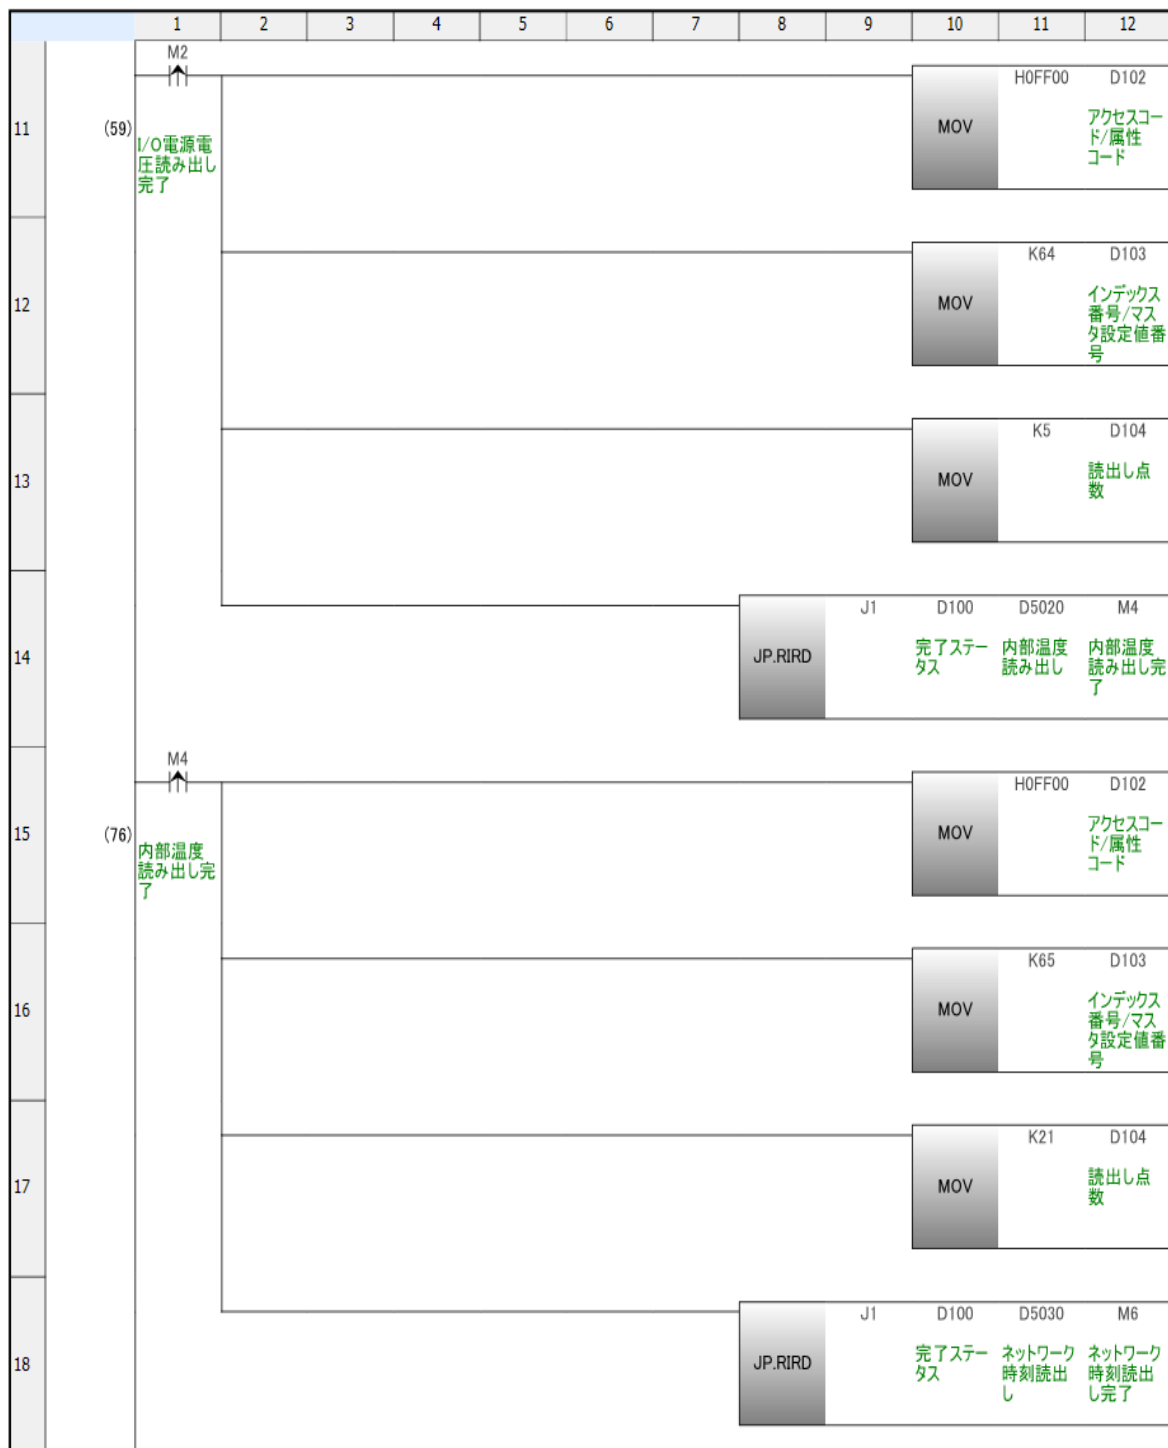 1 2 3 4 5 6 7 8 9 10 11 12
M2
11 (59)
I/O電源電
圧読み出し
完了
MOV
H0FF00 D102
アクセスコー
ド/属性
コード
12
MOV
K64 D103
インデックス
番号/マス
タ設定値番
号
13
MOV
K5 D104
読出し点
数
14
JP.RIRD
J1 D100 D5020 M4
完了ステー
タス
内部温度
読み出し
内部温度
読み出し完
了
M4
15 (76)
内部温度
読み出し完
了
MOV
H0FF00 D102
アクセスコー
ド/属性
コード
16
MOV
K65 D103
インデックス
番号/マス
タ設定値番
号
17
MOV
K21 D104
読出し点
数
18
JP.RIRD
J1 D100 D5030 M6
完了ステー
タス
ネットワーク
時刻読出
し
ネットワーク
時刻読出
し完了